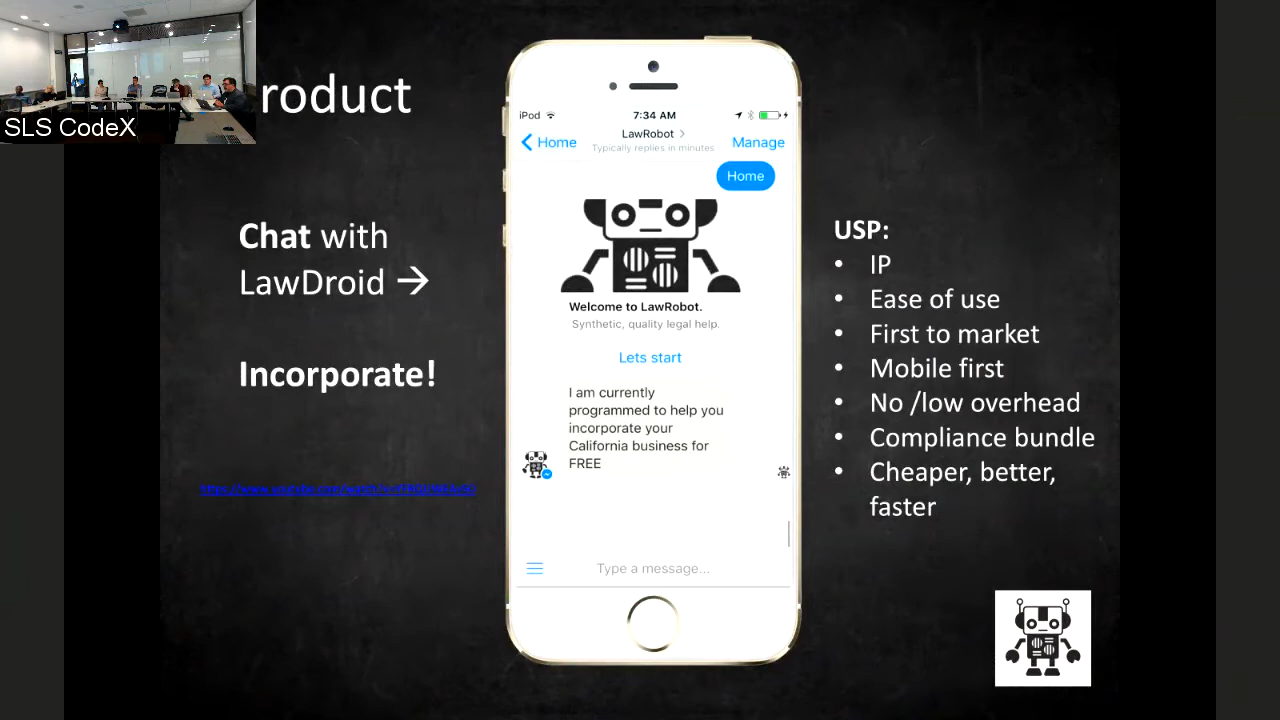 SLS CodeX
roduct
Chat with
LawDroid →
Incorporate!
iPod
7:34 AM
Home
LawRobot >
Typically replies in minutes
Manage
Home
Welcome to LawRobot.
Synthetic, quality legal help.
Lets start
I am currently
programmed to help you
incorporate your
California business for
FREE
Type a message...
USP:
• IP
• Ease of use
• First to market
• Mobile first
• No /low overhead
• Compliance bundle
• Cheaper, better,
faster